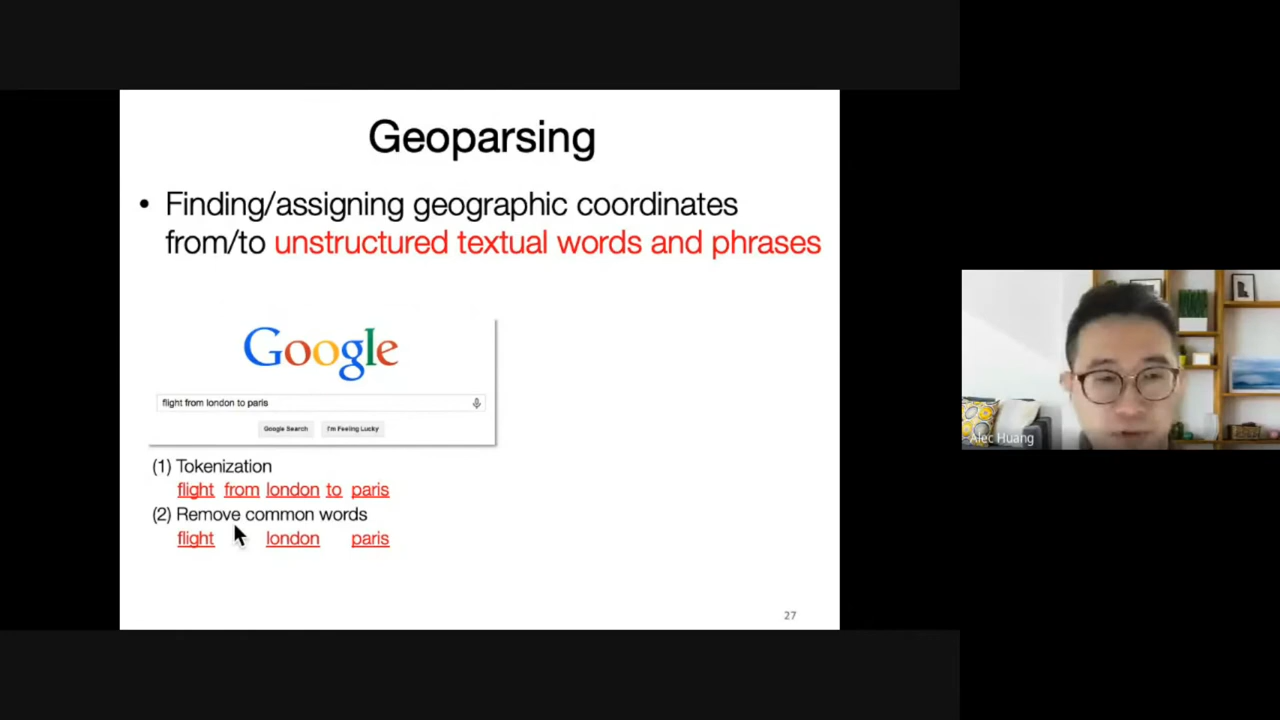 Geoparsing
• Finding/assigning geographic coordinates
from/to unstructured textual words and phrases
Google
flight from london to paris
Google Search I'm Feeling Lucky
(1) Tokenization
flight from london to paris
(2) Remove common words
flight london paris
27
Alec Huang